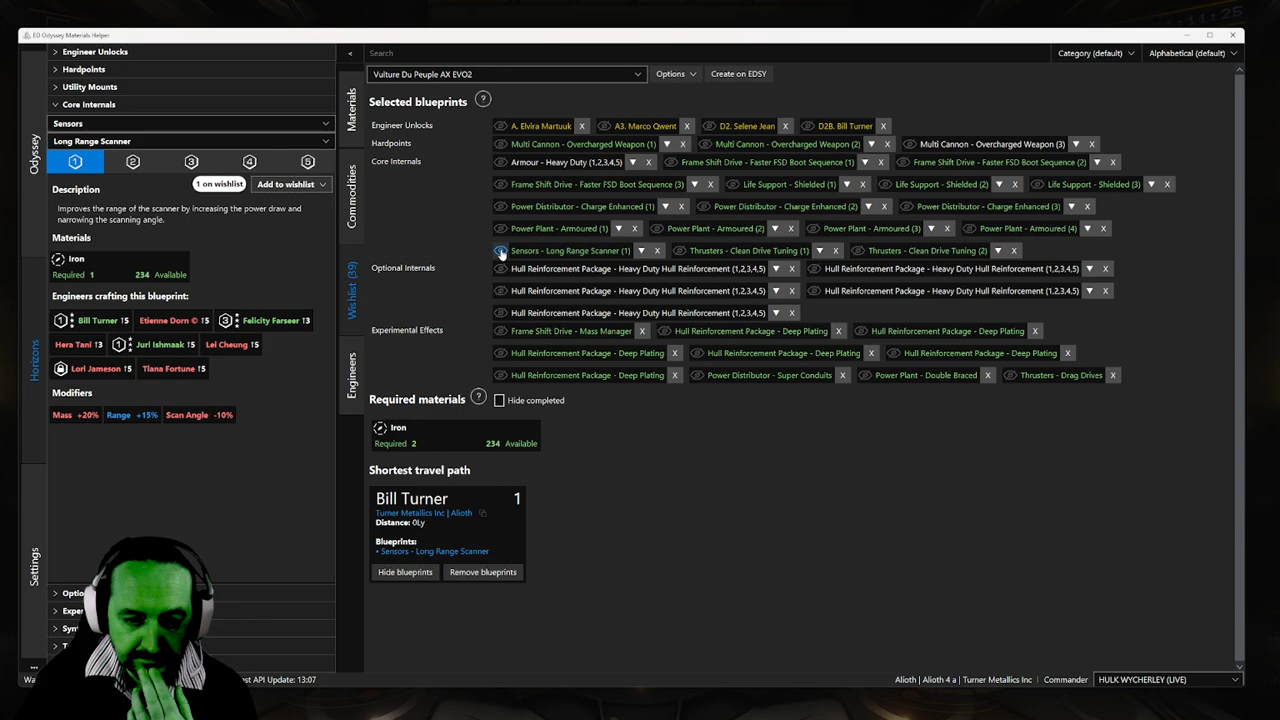 11:11:25
ED Odyssey Materials Helper
Engineer Unlocks
Hardpoints
Utility Mounts
Core Internals
Sensors
Long Range Scanner
1 2 3 4 5
Description
1 on wishlist Add to wishlist
Improves the range of the scanner by increasing the power draw and
narrowing the scanning angle.
Materials
Iron
Required 1 234 Available
Engineers crafting this blueprint:
1 Bill Turner 15 Etienne Dorn © 15 3 Felicity Farseer 13
Hera Tani 13 1 Juri Ishmaak 15 Lei Cheung 15
Lori Jameson 15 Tiana Fortune 15
Modifiers
Mass +20% Range +15% Scan Angle -10%
Odyssey
Horizons
Settings
Materials
Commodities
Wishlist (39)
Engineers
<
Search
Category (default) Alphabetical (default)
Vulture Du Peuple AX EVO2 Options Create on EDSY
Selected blueprints ?
Engineer Unlocks A. Elvira Martuuk X A3. Marco Qwent X D2. Selene Jean X D2B. Bill Turner X
Hardpoints Multi Cannon - Overcharged Weapon (1) ▼ X Multi Cannon - Overcharged Weapon (2) ▼ X Multi Cannon - Overcharged Weapon (3) ▼ X
Core Internals Armour - Heavy Duty (1,2,3,4,5) ▼ X Frame Shift Drive - Faster FSD Boot Sequence (1) ▼ X Frame Shift Drive - Faster FSD Boot Sequence (2) ▼ X
Frame Shift Drive - Faster FSD Boot Sequence (3) ▼ X Life Support - Shielded (1) ▼ X Life Support - Shielded (2) ▼ X Life Support - Shielded (3) ▼ X
Power Distributor - Charge Enhanced (1) ▼ X Power Distributor - Charge Enhanced (2) ▼ X Power Distributor - Charge Enhanced (3) ▼ X
Power Plant - Armoured (1) ▼ X Power Plant - Armoured (2) ▼ X Power Plant - Armoured (3) ▼ X Power Plant - Armoured (4) ▼ X
Sensors - Long Range Scanner (1) ▼ X Thrusters - Clean Drive Tuning (1) ▼ X Thrusters - Clean Drive Tuning (2) ▼ X
Optional Internals Hull Reinforcement Package - Heavy Duty Hull Reinforcement (1,2,3,4,5) ▼ X Hull Reinforcement Package - Heavy Duty Hull Reinforcement (1,2,3,4,5) ▼ X
Hull Reinforcement Package - Heavy Duty Hull Reinforcement (1,2,3,4,5) ▼ X Hull Reinforcement Package - Heavy Duty Hull Reinforcement (1,2,3,4,5) ▼ X
Hull Reinforcement Package - Heavy Duty Hull Reinforcement (1,2,3,4,5) ▼ X
Experimental Effects Frame Shift Drive - Mass Manager X Hull Reinforcement Package - Deep Plating X Hull Reinforcement Package - Deep Plating X
Hull Reinforcement Package - Deep Plating X Hull Reinforcement Package - Deep Plating X Hull Reinforcement Package - Deep Plating X
Hull Reinforcement Package - Deep Plating X Power Distributor - Super Conduits X Power Plant - Double Braced X Thrusters - Drag Drives X
Required materials ? Hide completed
Iron
Required 2 234 Available
Shortest travel path
Bill Turner 1
Turner Metallics Inc | Alioth
Distance: 0Ly
Blueprints:
• Sensors - Long Range Scanner
Hide blueprints Remove blueprints
API Update: 13:07
Alioth | Alioth 4 a | Turner Metallics Inc Commander HULK WYCHERLEY (LIVE)